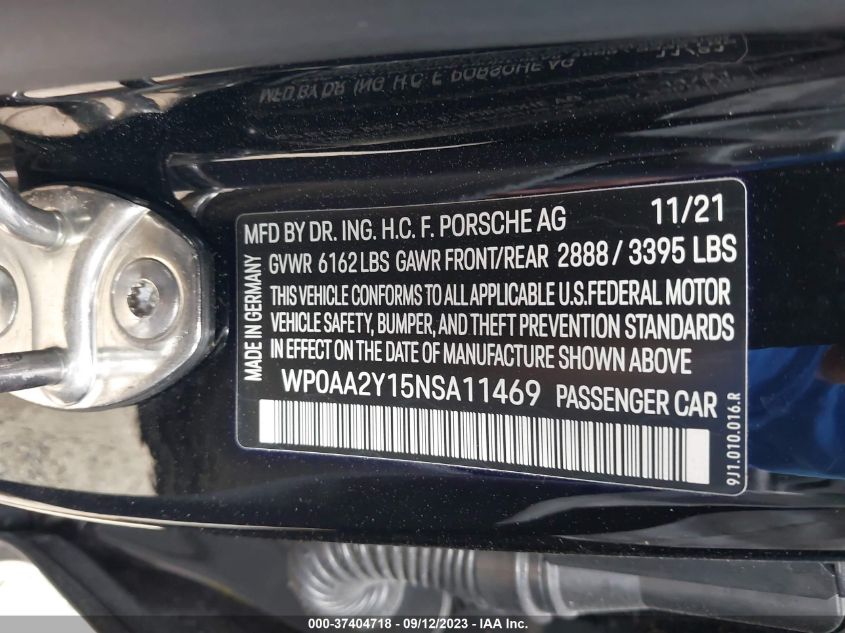 MFD BY DR. ING. H.C. F. PORSCHE AG 11/21
GVWR 6162 LBS GAWR FRONT/REAR 2888 / 3395 LBS
THIS VEHICLE CONFORMS TO ALL APPLICABLE U.S. FEDERAL MOTOR
VEHICLE SAFETY, BUMPER, AND THEFT PREVENTION STANDARDS
IN EFFECT ON THE DATE OF MANUFACTURE SHOWN ABOVE
WP0AA2Y15NSA11469 PASSENGER CAR
MADE IN GERMANY
9J1.010.016.R
000-37404718 - 09/12/2023 - IAA Inc.